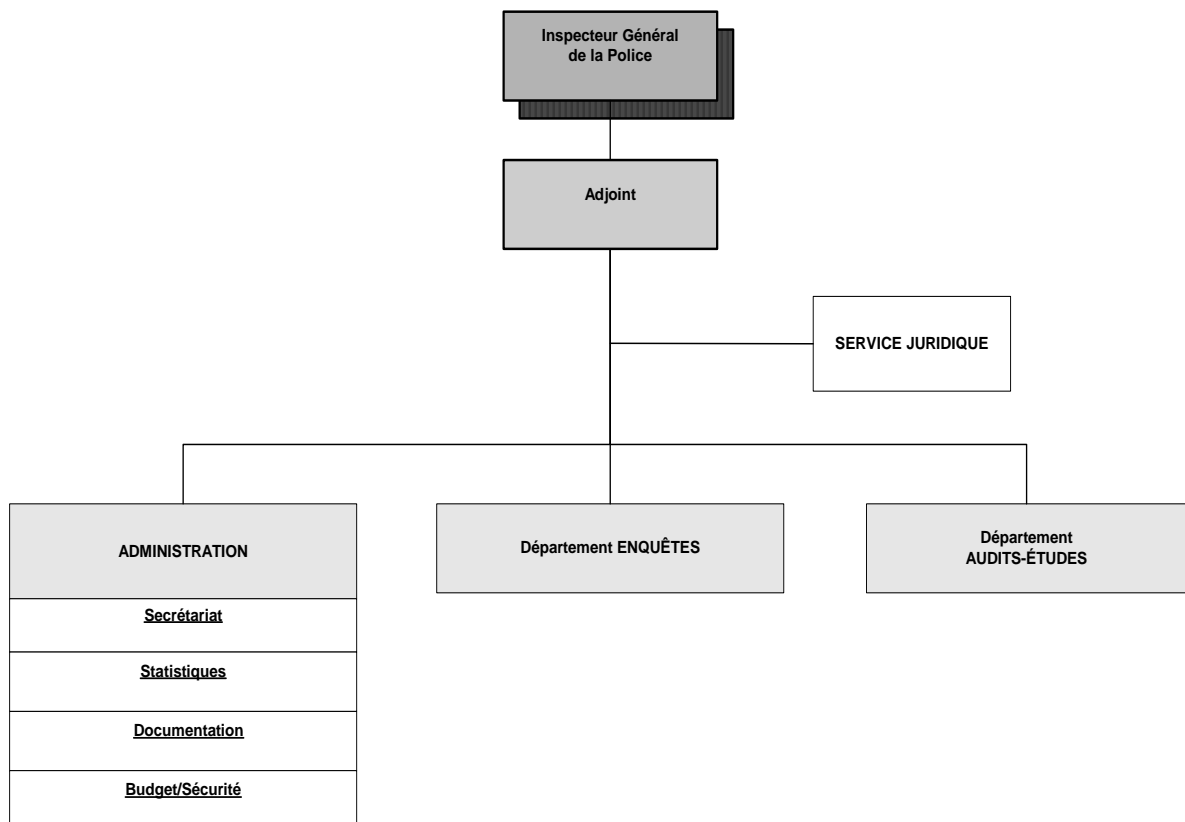 Inspecteur Général
de la Police
Adjoint
SERVICE JURIDIQUE
ADMINISTRATION
Département ENQUÊTES
Département
AUDITS-ÉTUDES
Secrétariat
Statistiques
Documentation
Budget/Sécurité